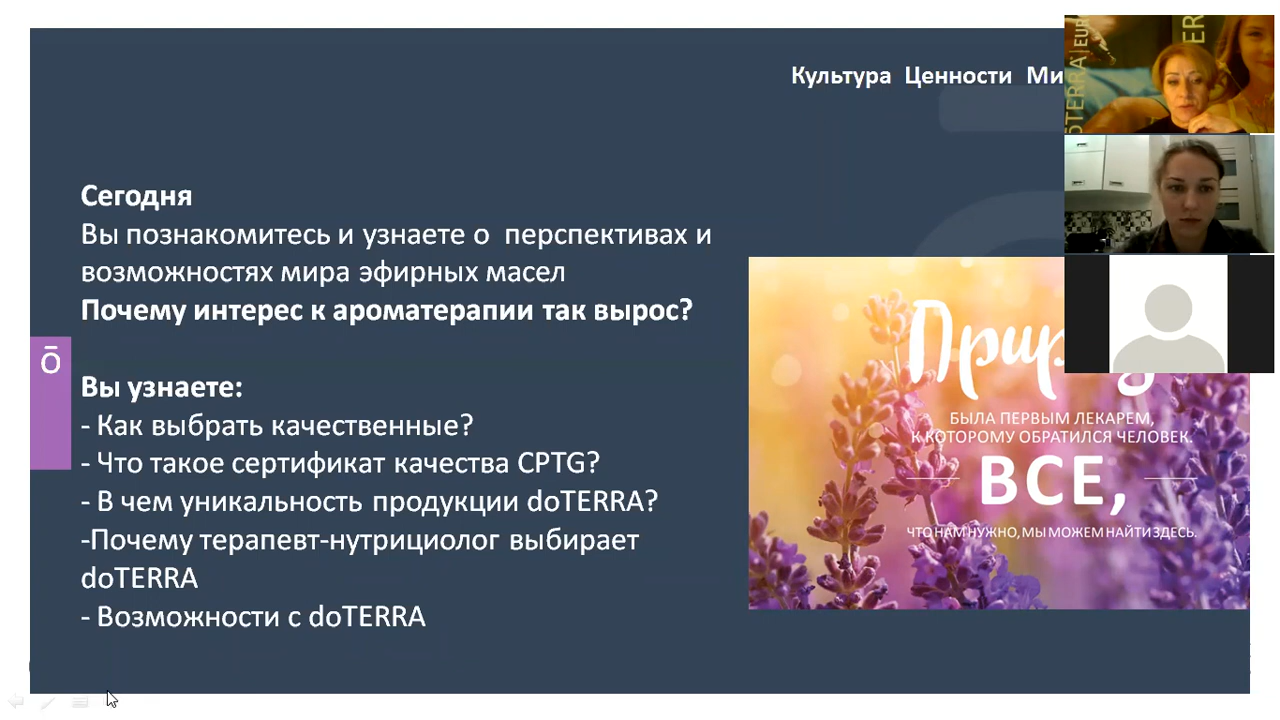 Культура Ценности
Сегодня
Вы познакомитесь и узнаете о перспективах и
возможностях мира эфирных масел
Почему интерес к ароматерапии так вырос?
ō
Вы узнаете:
- Как выбрать качественные?
- Что такое сертификат качества CPTG?
- В чем уникальность продукции doTERRA?
-Почему терапевт-нутрициолог выбирает
doTERRA
- Возможности с doTERRA
БЫЛА ПЕРВЫМ ЛЕКАРЕМ,
К КОТОРОМУ ОБРАТИЛСЯ ЧЕЛОВЕК.
ВСЕ,
ЧТО НАМ НУЖНО, МЫ МОЖЕМ НАЙТИ ЗДЕСЬ.